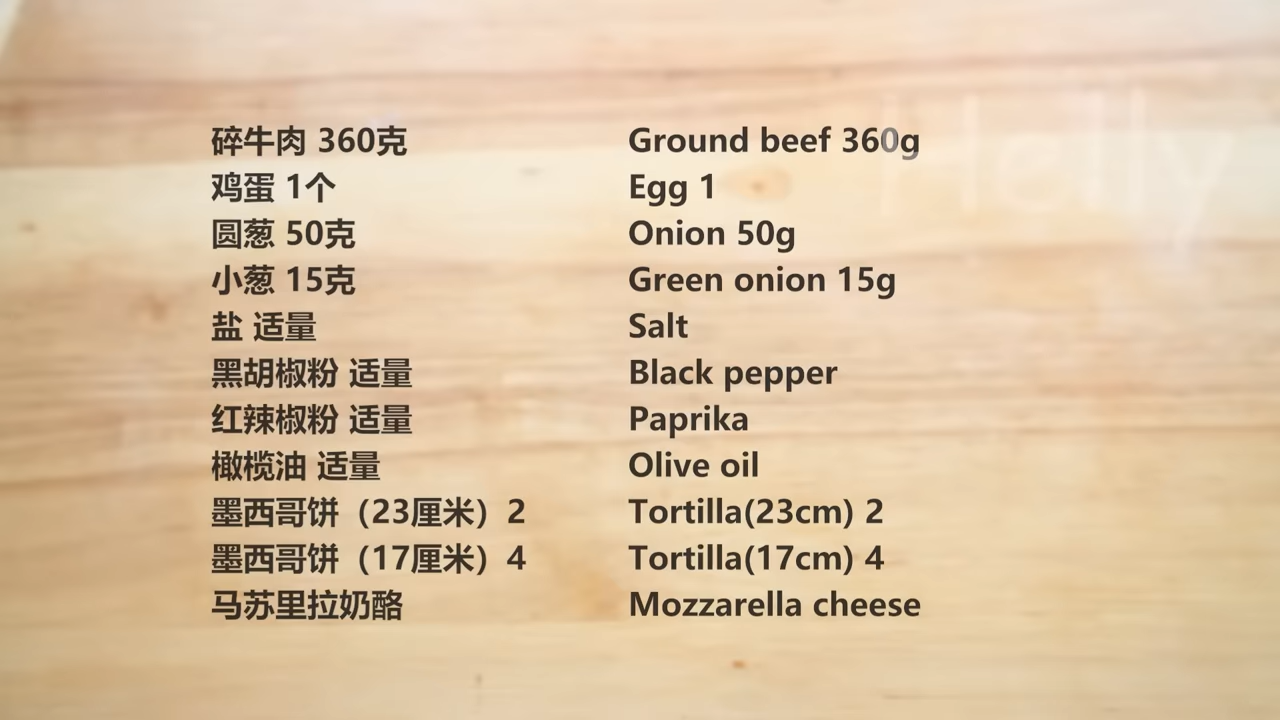 碎牛肉 360克
鸡蛋 1个
圆葱 50克
小葱 15克
盐 适量
黑胡椒粉 适量
红辣椒粉 适量
橄榄油 适量
墨西哥饼（23厘米）2
墨西哥饼（17厘米）4
马苏里拉奶酪
Ground beef 360g
Egg 1
Onion 50g
Green onion 15g
Salt
Black pepper
Paprika
Olive oil
Tortilla(23cm) 2
Tortilla(17cm) 4
Mozzarella cheese